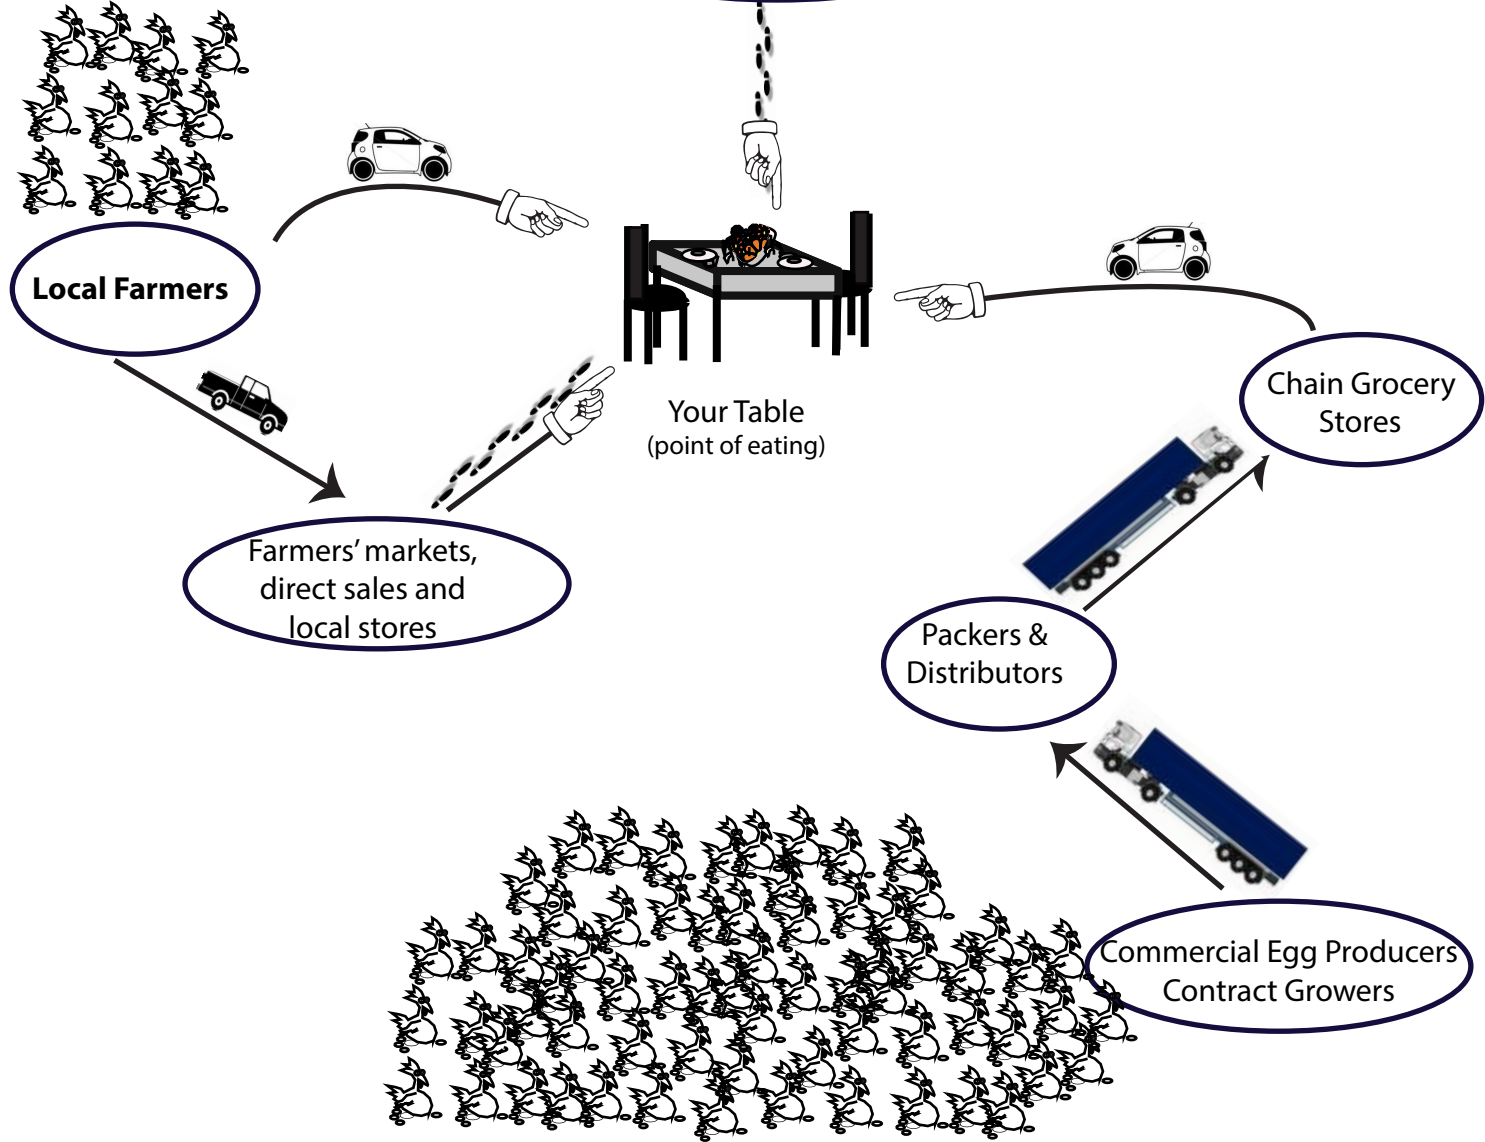 Local Farmers
Your Table
(point of eating)
Chain Grocery
Stores
Farmers’ markets,
direct sales and
local stores
Packers &
Distributors
Commercial Egg Producers
Contract Growers